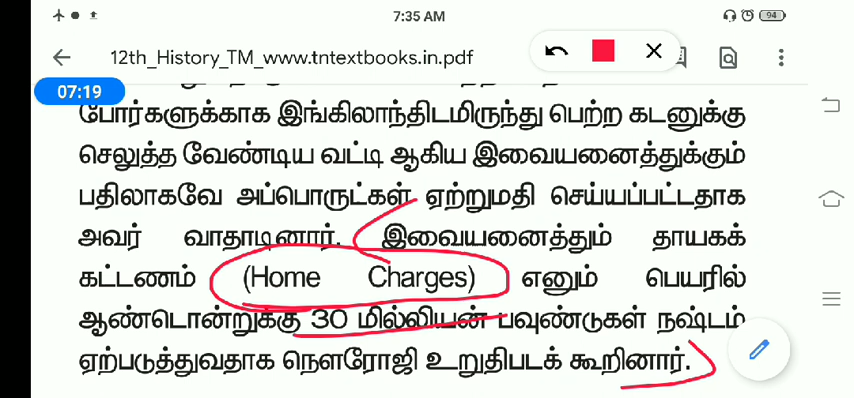 7:35 AM
94
12th_History_TM_www.tntextbooks.in.pdf
07:19
போர்களுக்காக இங்கிலாந்திடமிருந்து பெற்ற கடனுக்கு
செலுத்த வேண்டிய வட்டி ஆகிய இவையனைத்துக்கும்
பதிலாகவே அப்பொருட்கள் ஏற்றுமதி செய்யப்பட்டதாக
அவர் வாதாடினார். இவையனைத்தும் தாயகக்
கட்டணம் (Home Charges) எனும் பெயரில்
ஆண்டொன்றுக்கு 30 மில்லியன் பவுண்டுகள் நஷ்டம்
ஏற்படுத்துவதாக நௌரோஜி உறுதிபடக் கூறினார்.